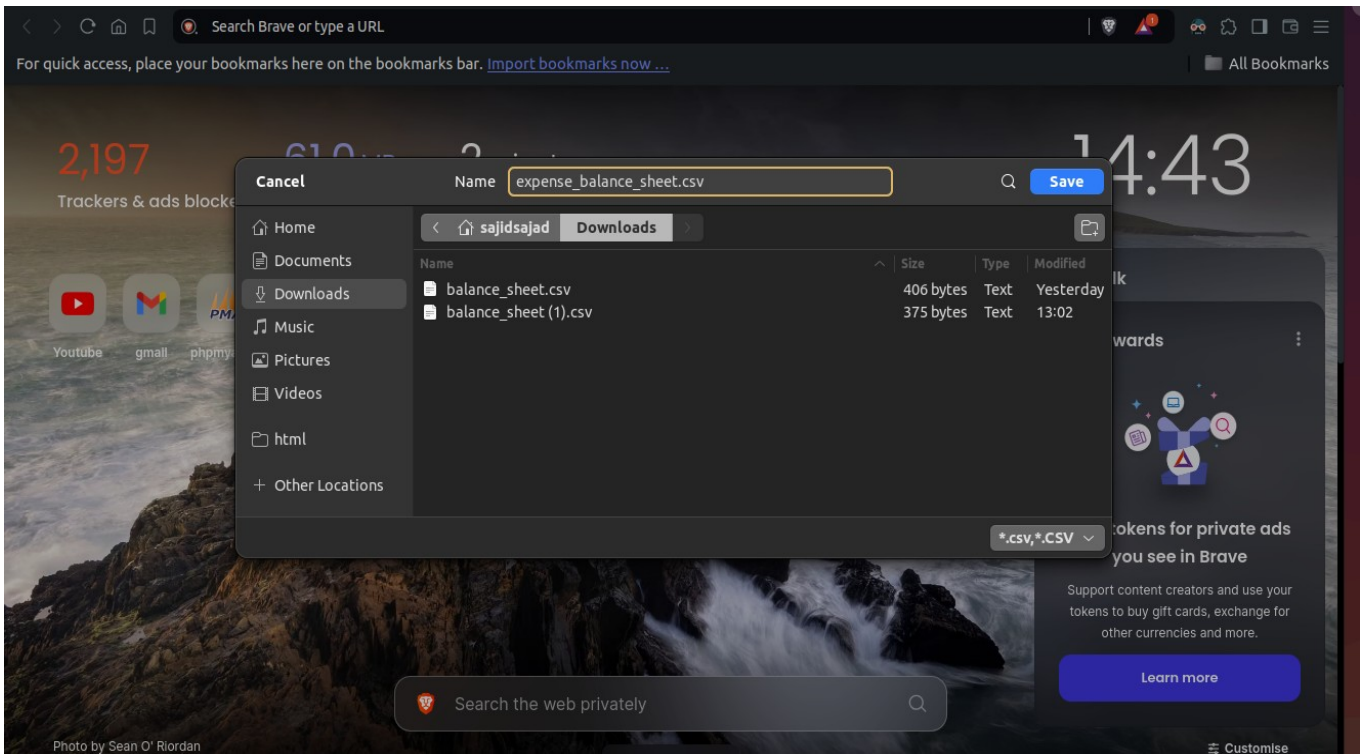 Search Brave or type a URL
1
For quick access, place your bookmarks here on the bookmarks bar. Import bookmarks now ...
All Bookmarks
2,197
14:43
Trackers & ads blocke
Cancel
Name expense_balance_sheet.csv
Save
Home
Documents
Downloads
Music
Pictures
Videos
html
+ Other Locations
sajidsajad
Downloads
Name
Size
Type
Modified
balance_sheet.csv 406 bytes Text Yesterday
balance_sheet (1).csv 375 bytes Text 13:02
*.csv,*.CSV
Youtube
gmail
phpmy
PM
lk
wards
okens for private ads
you see in Brave
Support content creators and use your
tokens to buy gift cards, exchange for
other currencies and more.
Learn more
Search the web privately
Photo by Sean O' Riordan
Customise